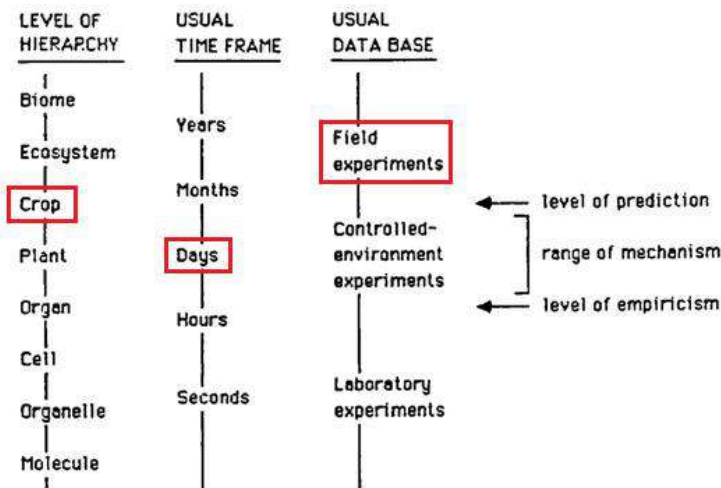 LEVEL OF
HIERARCHY
USUAL
TIME FRAME
USUAL
DATA BASE
Biome
Ecosystem
Crop
Plant
Organ
Cell
Organelle
Molecule
Years
Months
Days
Hours
Seconds
Field
experiments
Controlled-
environment
experiments
Laboratory
experiments
level of prediction
range of mechanism
level of empiricism